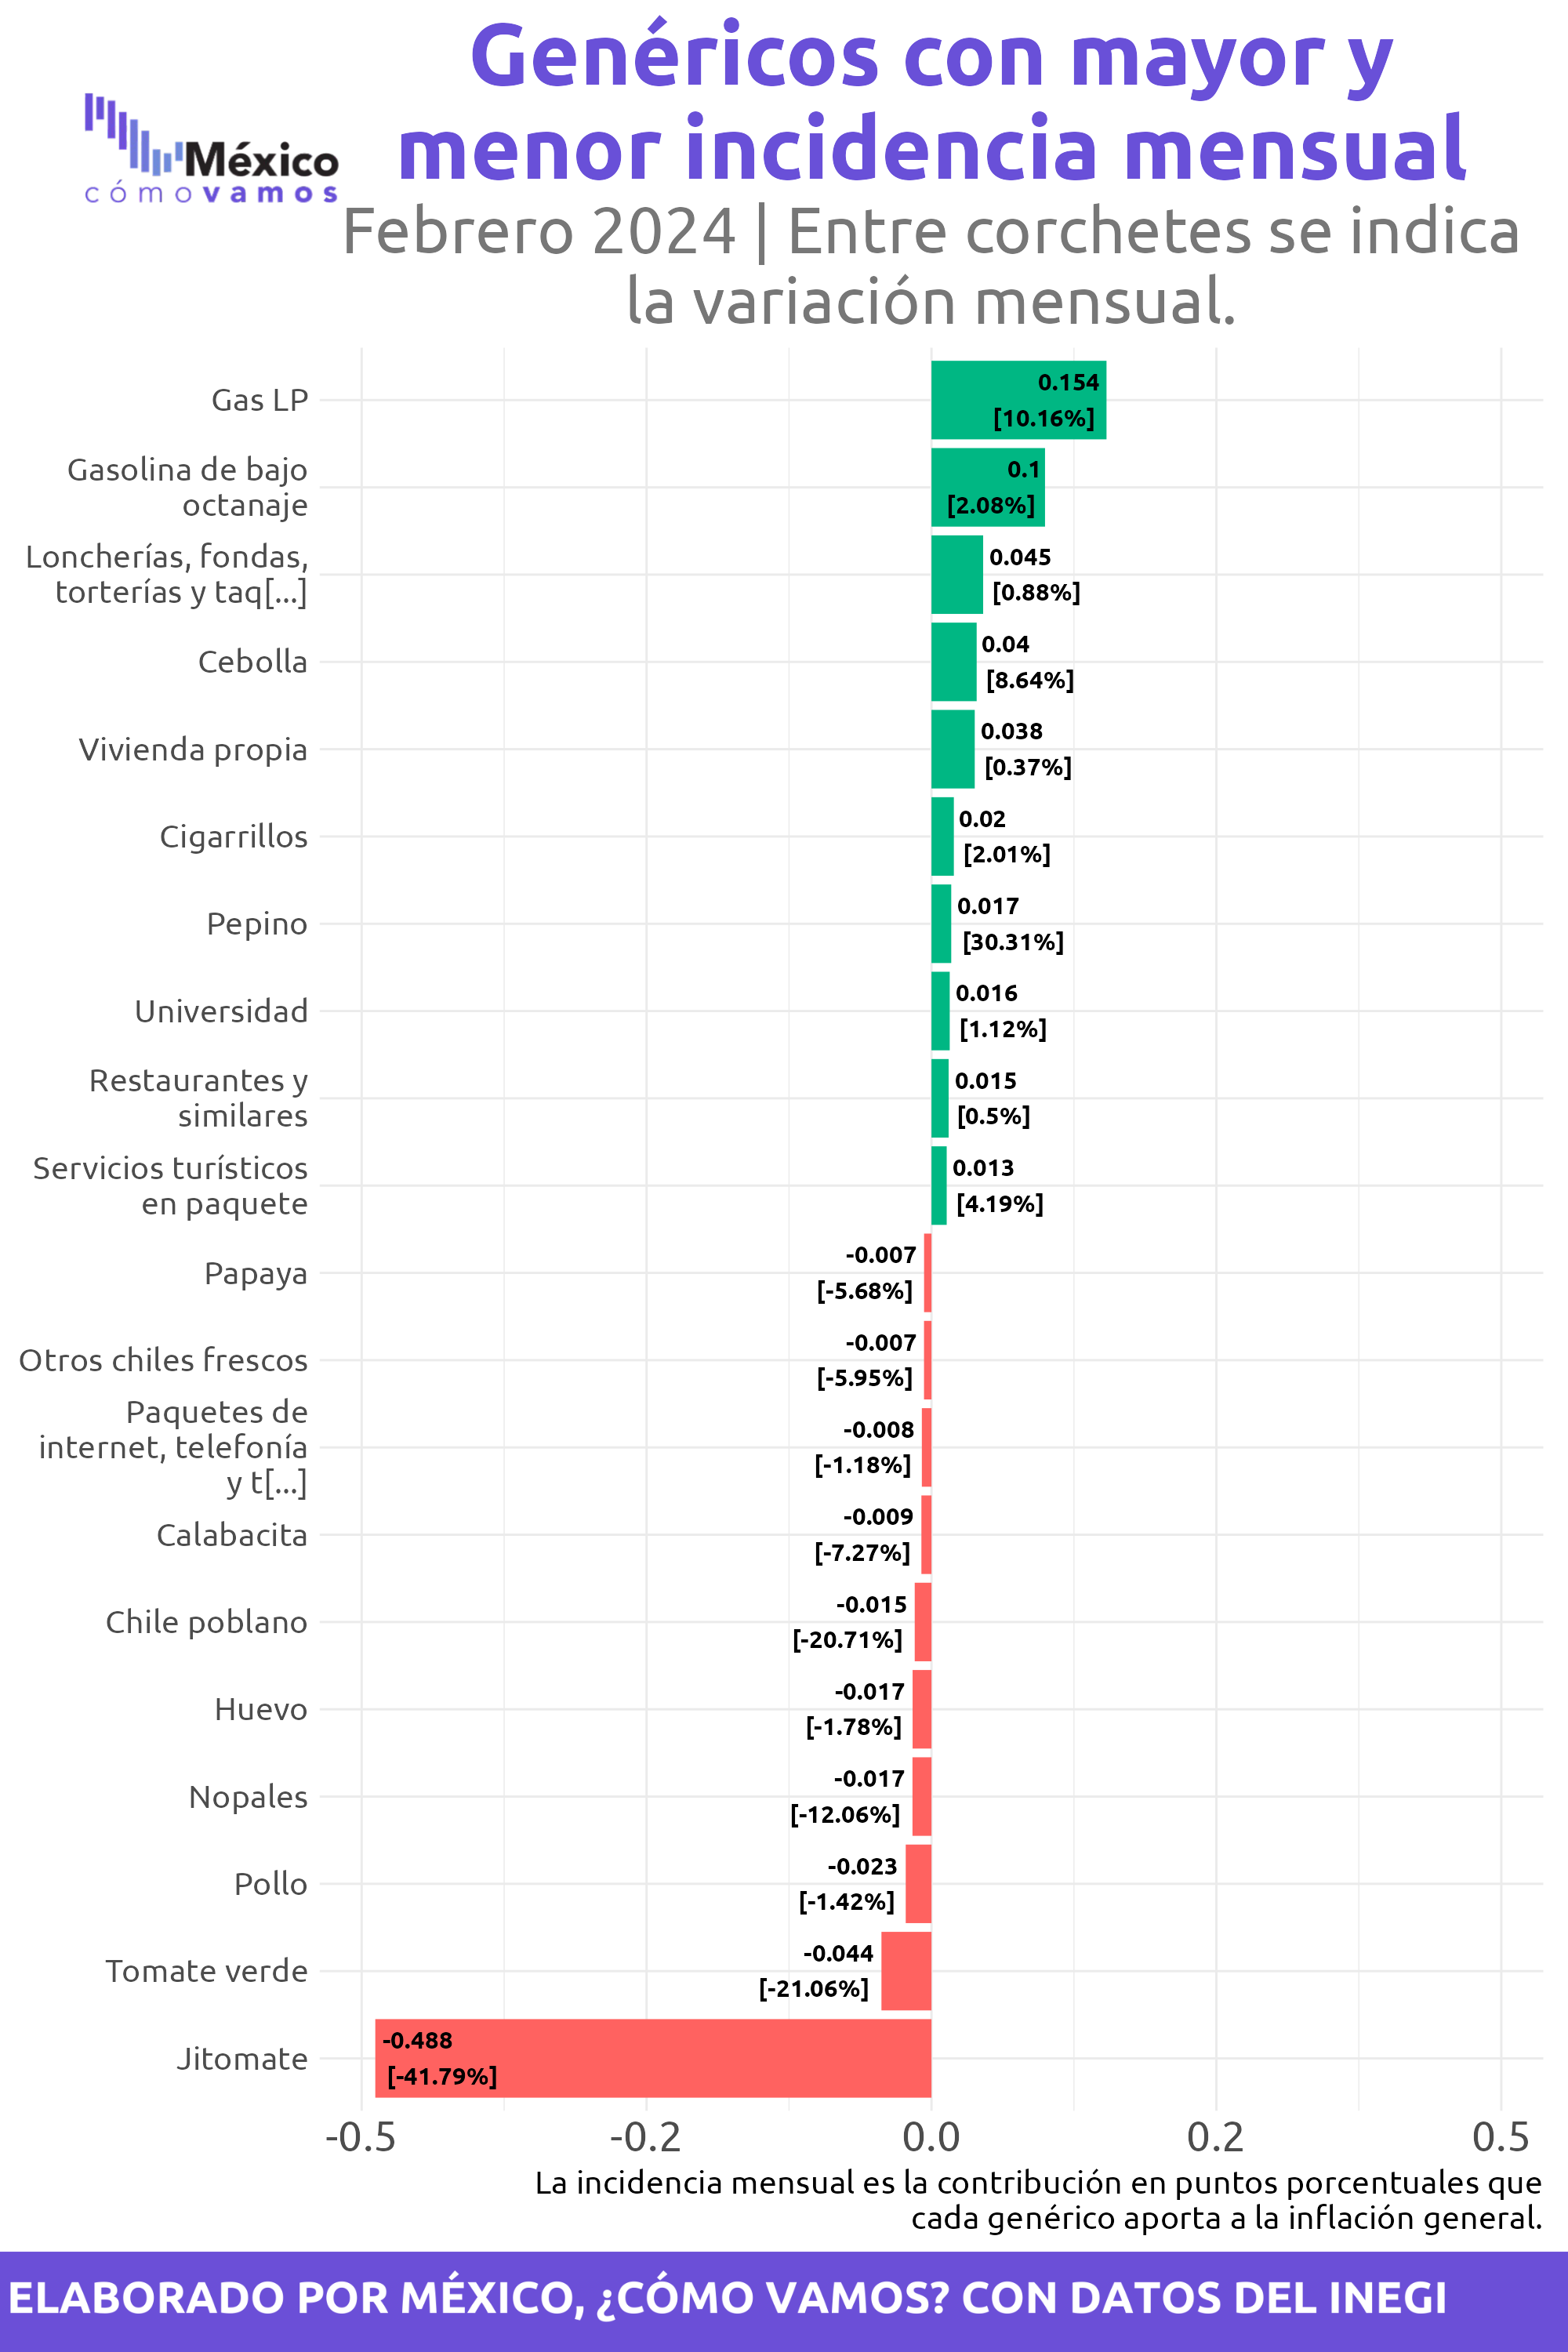 Genéricos con mayor y
menor incidencia mensual
México
cómovamos
Febrero 2024 | Entre corchetes se indica
la variación mensual.
Gas LP
0.154
[10.16%]
Gasolina de bajo
octanaje
0.1
[2.08%]
Loncherías, fondas,
torterías y taq[...]
0.045
[0.88%]
Cebolla
0.04
[8.64%]
Vivienda propia
0.038
[0.37%]
Cigarrillos
0.02
[2.01%]
Pepino
0.017
[30.31%]
Universidad
0.016
[1.12%]
Restaurantes y
similares
0.015
[0.5%]
Servicios turísticos
en paquete
0.013
[4.19%]
Papaya
-0.007
[-5.68%]
Otros chiles frescos
-0.007
[-5.95%]
Paquetes de
internet, telefonía
y t[...]
-0.008
[-1.18%]
Calabacita
-0.009
[-7.27%]
Chile poblano
-0.015
[-20.71%]
Huevo
-0.017
[-1.78%]
Nopales
-0.017
[-12.06%]
Pollo
-0.023
[-1.42%]
Tomate verde
-0.044
[-21.06%]
Jitomate
-0.488
[-41.79%]
-0.5 -0.2 0.0 0.2 0.5
La incidencia mensual es la contribución en puntos porcentuales que
cada genérico aporta a la inflación general.
ELABORADO POR MÉXICO, ¿CÓMO VAMOS? CON DATOS DEL INEGI